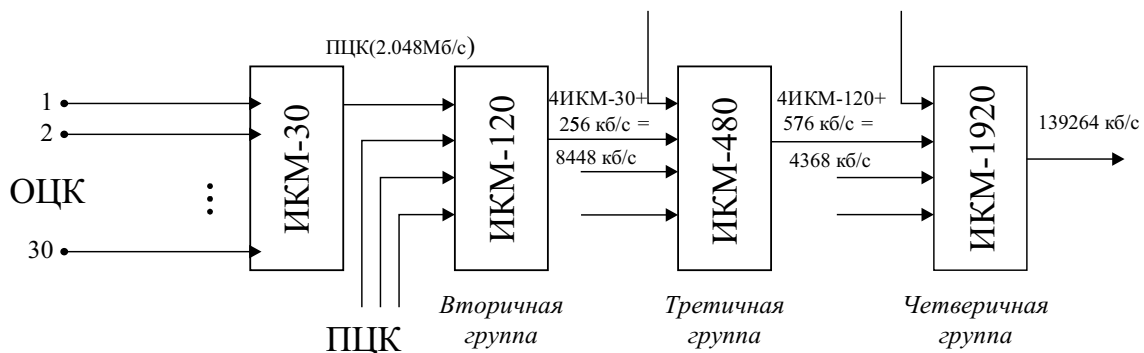 ПЦК(2.048Мб/с)
1
2
ОЦК
30
ИКМ-30
ИКМ-120
4ИКМ-30+
256 кб/с =
8448 кб/с
ИКМ-480
4ИКМ-120+
576 кб/с =
4368 кб/с
ИКМ-1920
139264 кб/с
ПЦК
Вторичная
группа
Третичная
группа
Четверичная
группа